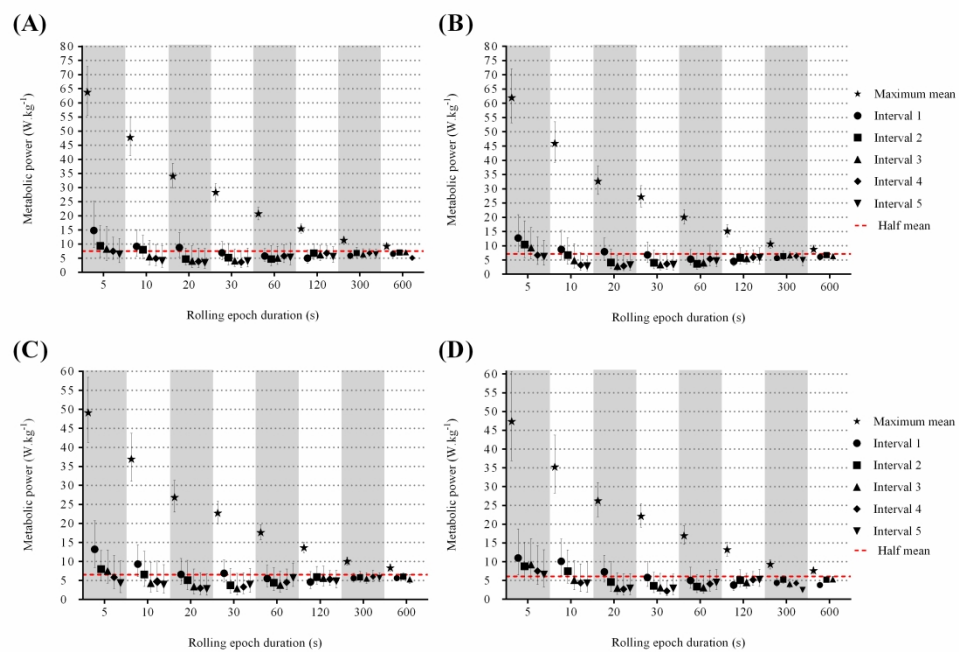 (A)
Metabolic power (W.kg⁻¹)
80
75
70
65
60
55
50
45
40
35
30
25
20
15
10
5
0
5 10 20 30 60 120 300 600
Rolling epoch duration (s)
(B)
Metabolic power (W.kg⁻¹)
80
75
70
65
60
55
50
45
40
35
30
25
20
15
10
5
0
5 10 20 30 60 120 300 600
Rolling epoch duration (s)
Maximum mean
Interval 1
Interval 2
Interval 3
Interval 4
Interval 5
Half mean
(C)
Metabolic power (W.kg⁻¹)
60
55
50
45
40
35
30
25
20
15
10
5
0
5 10 20 30 60 120 300 600
Rolling epoch duration (s)
(D)
Metabolic power (W.kg⁻¹)
60
55
50
45
40
35
30
25
20
15
10
5
0
5 10 20 30 60 120 300 600
Rolling epoch duration (s)
Maximum mean
Interval 1
Interval 2
Interval 3
Interval 4
Interval 5
Half mean